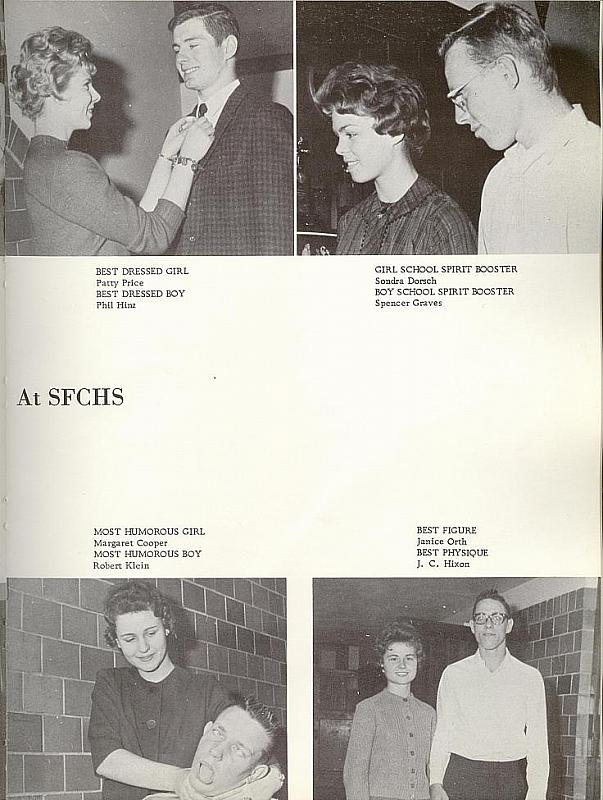 BEST DRESSED GIRL
Patty Price
BEST DRESSED BOY
Phil Hinz
GIRL SCHOOL SPIRIT BOOSTER
Sondra Dorsch
BOY SCHOOL SPIRIT BOOSTER
Spencer Graves
At SFCHS
MOST HUMOROUS GIRL
Margaret Cooper
MOST HUMOROUS BOY
Robert Klein
BEST FIGURE
Janice Orth
BEST PHYSIQUE
J. C. Hixon